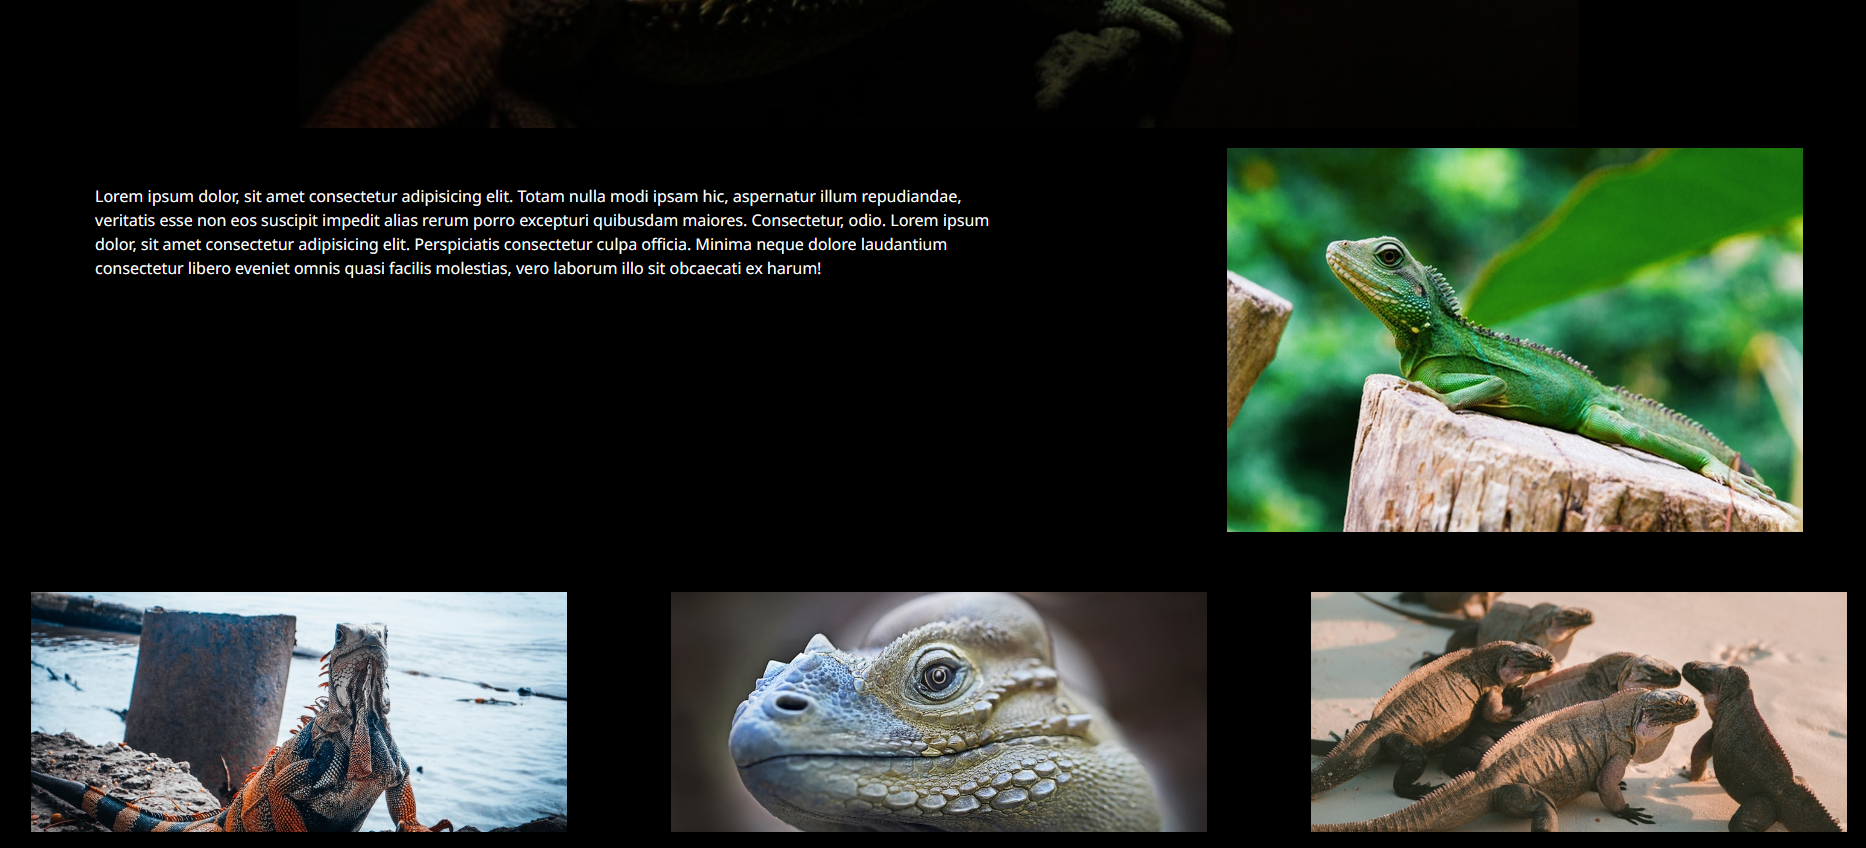 Lorem ipsum dolor, sit amet consectetur adipisicing elit. Totam nulla modi ipsam hic, aspernatur illum repudiandae,
veritatis esse non eos suscipit impedit alias rerum porro excepturi quibusdam maiores. Consectetur, odio. Lorem ipsum
dolor, sit amet consectetur adipisicing elit. Perspiciatis consectetur culpa officia. Minima neque dolore laudantium
consectetur libero eveniet omnis quasi facilis molestias, vero laborum illo sit obcaecati ex harum!